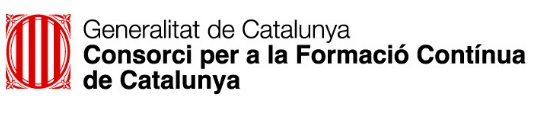 Generalitat de Catalunya
Consorci per a la Formació Contínua
de Catalunya